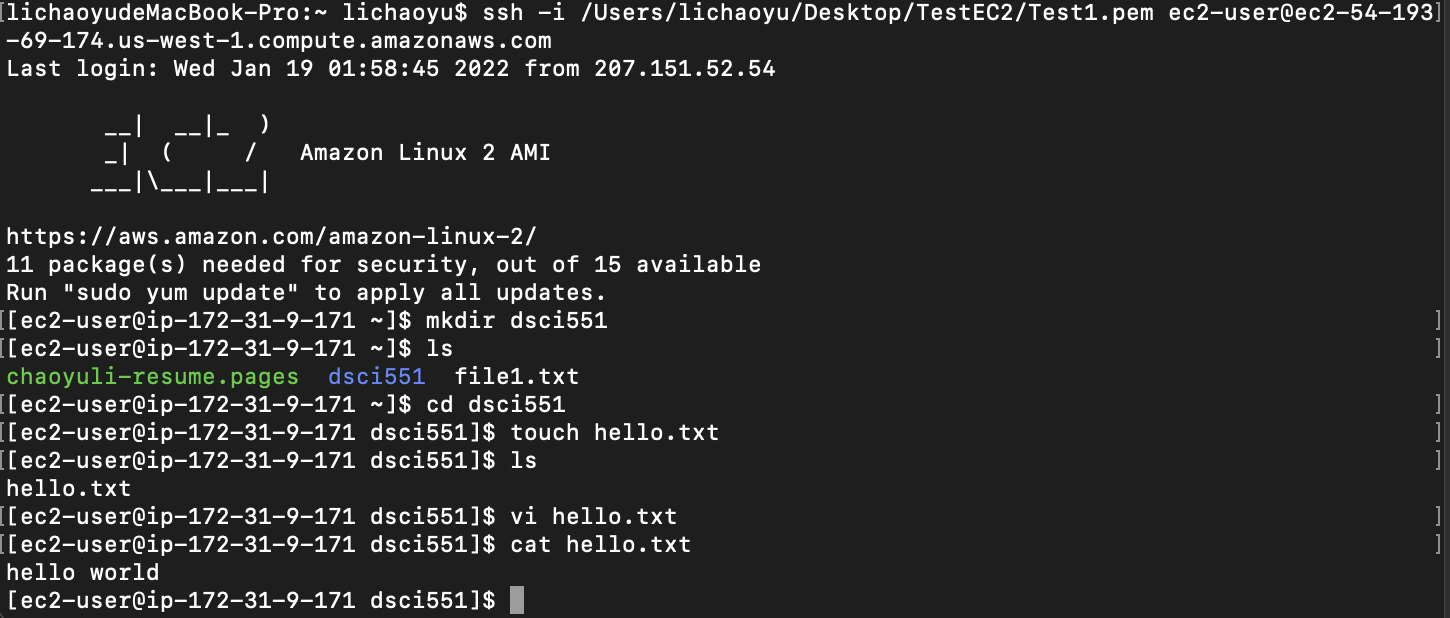 [lichaoyudeMacBook-Pro:~ lichaoyu$ ssh -i /Users/lichaoyu/Desktop/TestEC2/Test1.pem ec2-user@ec2-54-193]
-69-174.us-west-1.compute.amazonaws.com
Last login: Wed Jan 19 01:58:45 2022 from 207.151.52.54
       __|  __|_  )
       _|  (     /   Amazon Linux 2 AMI
      ___|\___|___|
https://aws.amazon.com/amazon-linux-2/
11 package(s) needed for security, out of 15 available
Run "sudo yum update" to apply all updates.
[[ec2-user@ip-172-31-9-171 ~]$ mkdir dsci551 ]
[[ec2-user@ip-172-31-9-171 ~]$ ls ]
chaoyuli-resume.pages  dsci551  file1.txt
[[ec2-user@ip-172-31-9-171 ~]$ cd dsci551 ]
[[ec2-user@ip-172-31-9-171 dsci551]$ touch hello.txt ]
[[ec2-user@ip-172-31-9-171 dsci551]$ ls ]
hello.txt
[[ec2-user@ip-172-31-9-171 dsci551]$ vi hello.txt ]
[[ec2-user@ip-172-31-9-171 dsci551]$ cat hello.txt ]
hello world
[ec2-user@ip-172-31-9-171 dsci551]$